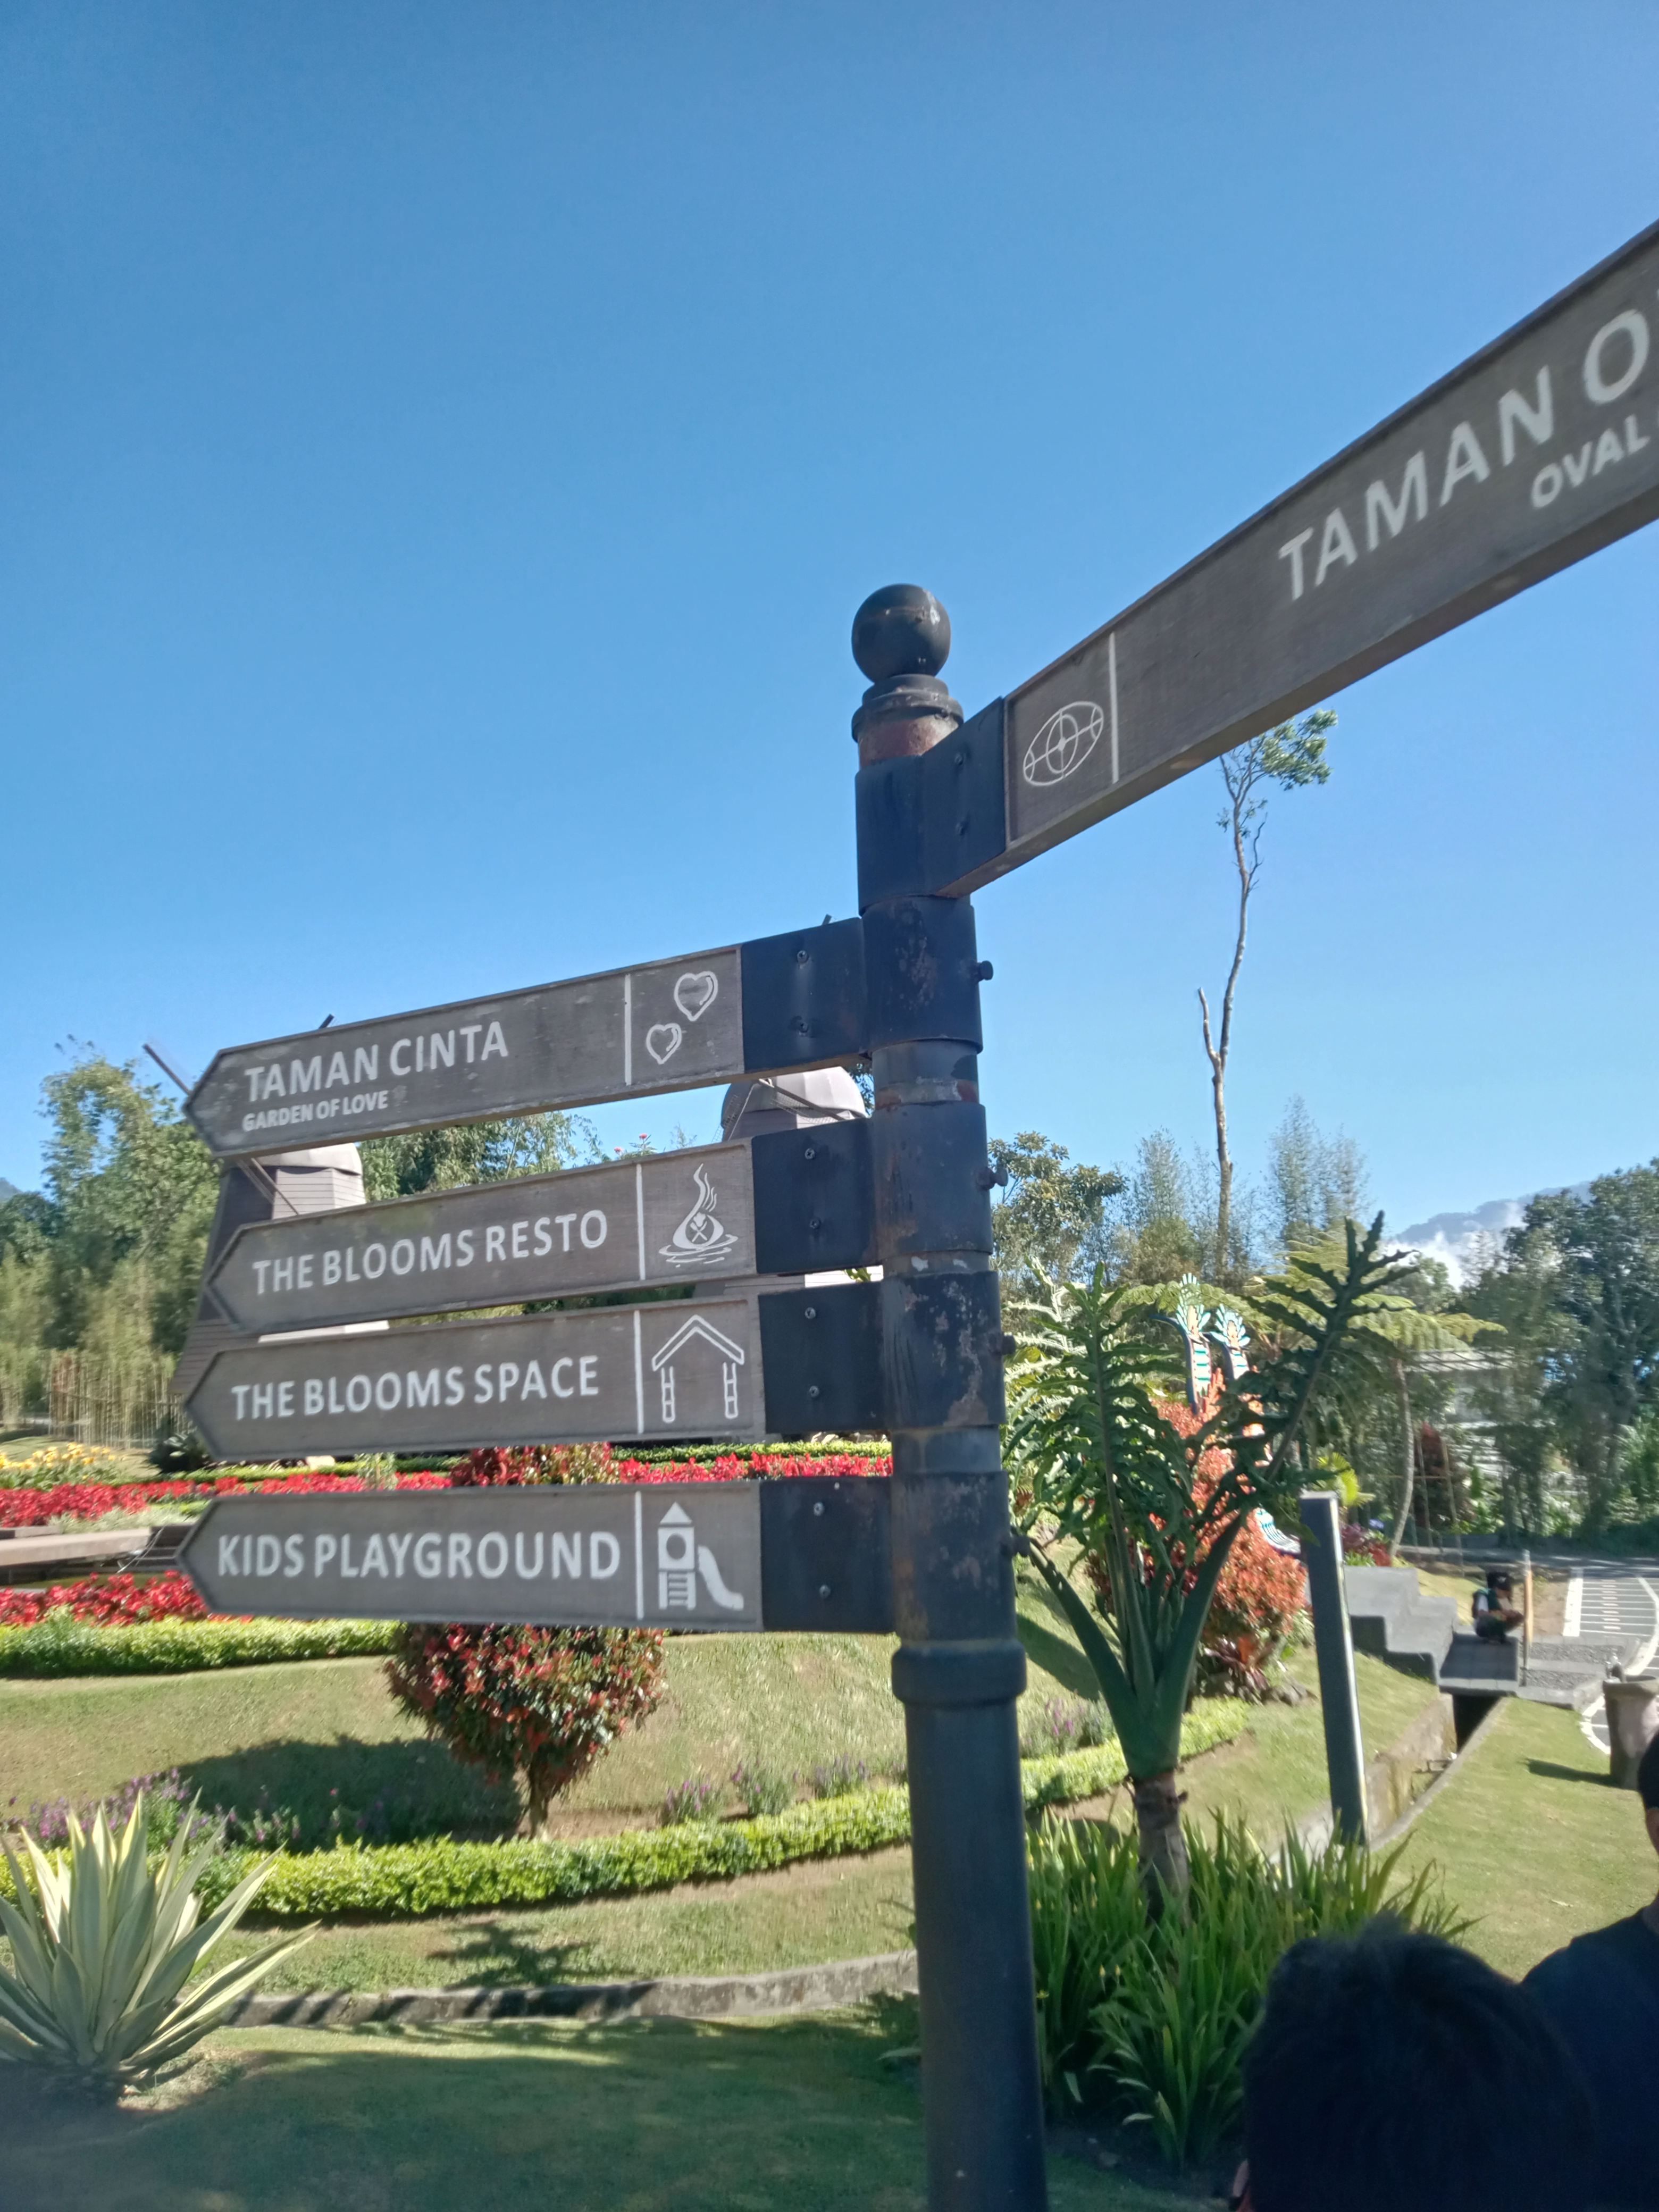 TAMAN
OVAL
TAMAN CINTA
GARDEN OF LOVE
THE BLOOMS RESTO
THE BLOOMS SPACE
KIDS PLAYGROUND